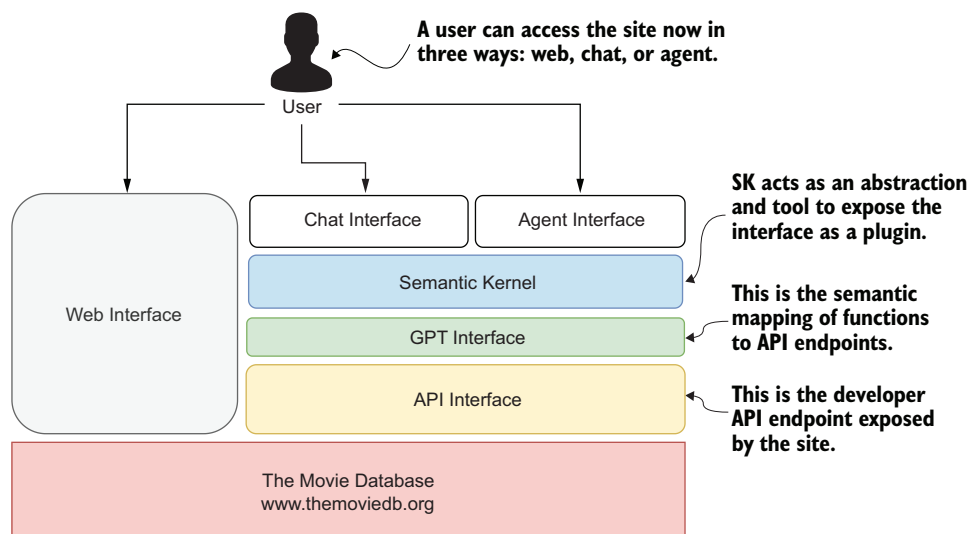 A user can access the site now in
three ways: web, chat, or agent.
User
Web Interface
Chat Interface
Agent Interface
SK acts as an abstraction
and tool to expose the
interface as a plugin.
Semantic Kernel
This is the semantic
mapping of functions
to API endpoints.
GPT Interface
API Interface
This is the developer
API endpoint exposed
by the site.
The Movie Database
www.themoviedb.org